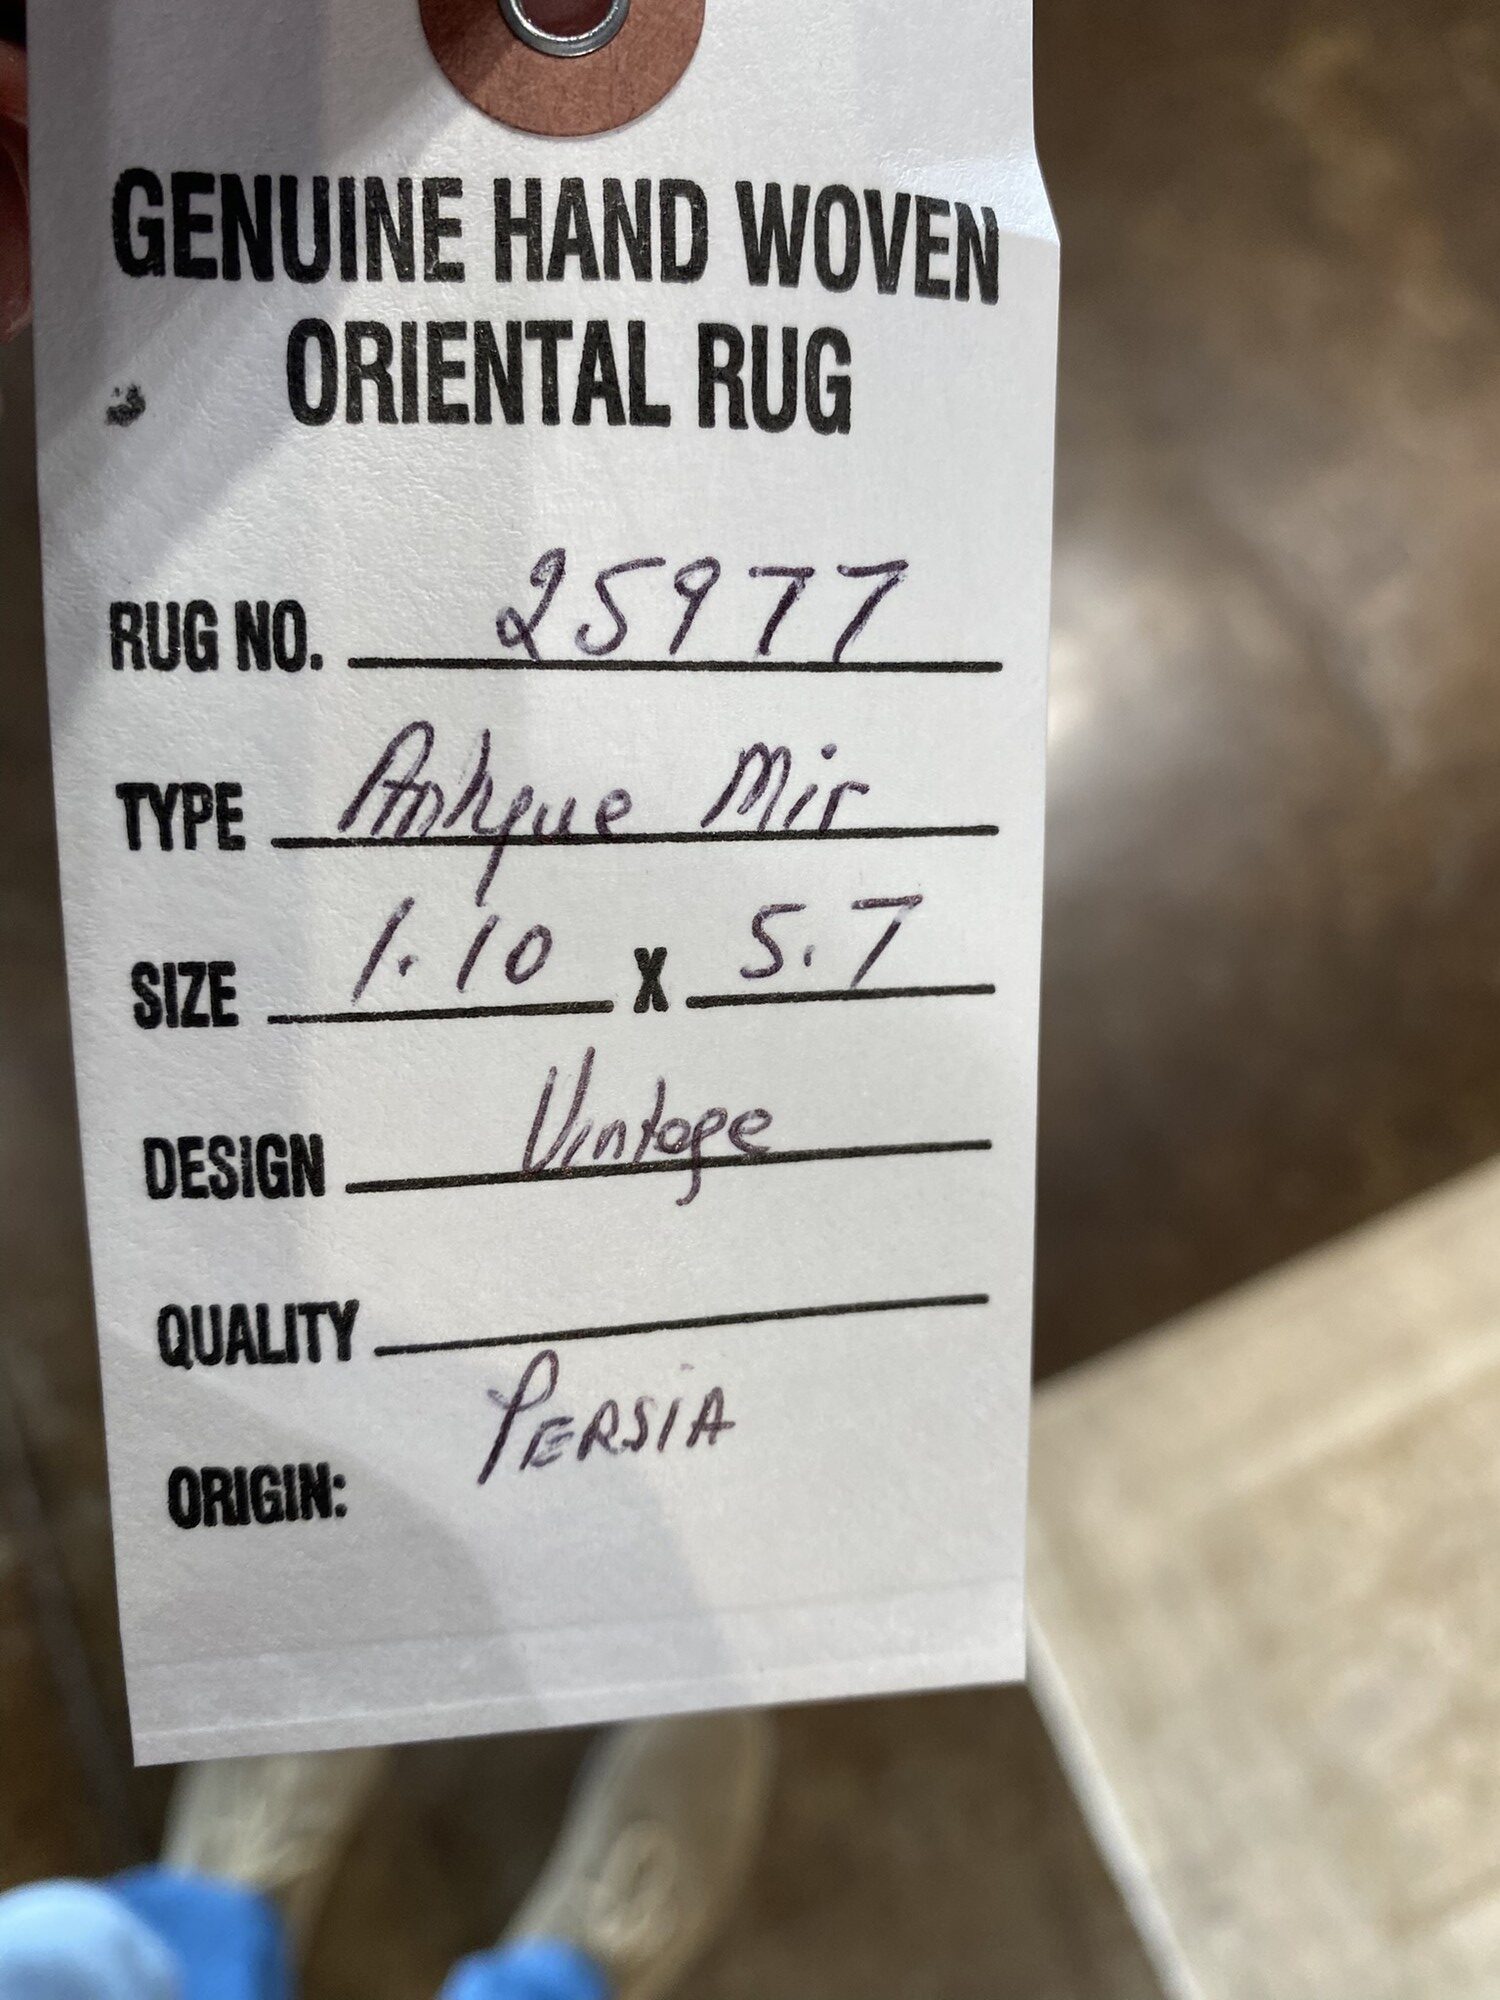 GENUINE HAND WOVEN
ORIENTAL RUG
RUG NO. 25977
TYPE Antique Mir
SIZE 1.10 X 5.7
DESIGN Vintage
QUALITY
ORIGIN: PERSIA